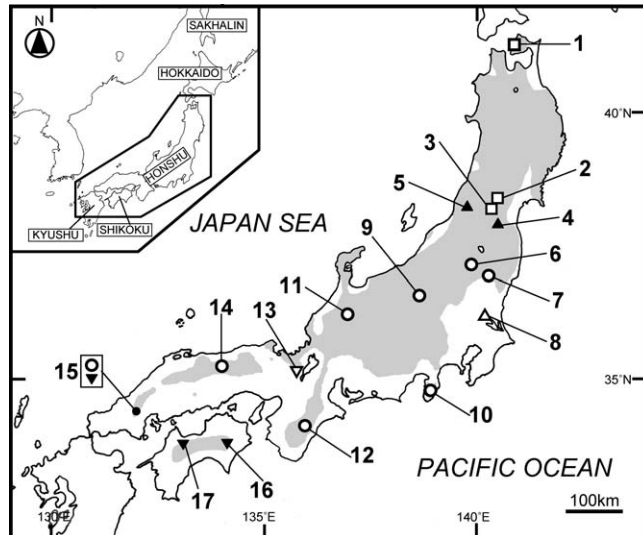 SAKHALIN
N
HOKKAIDO
HONSHU
KYUSHU
SHIKOKU
JAPAN SEA
PACIFIC OCEAN
1
2
3
4
5
6
7
8
9
10
11
12
13
14
15
16
17
40°N
35°N
130°E
135°E
140°E
100km